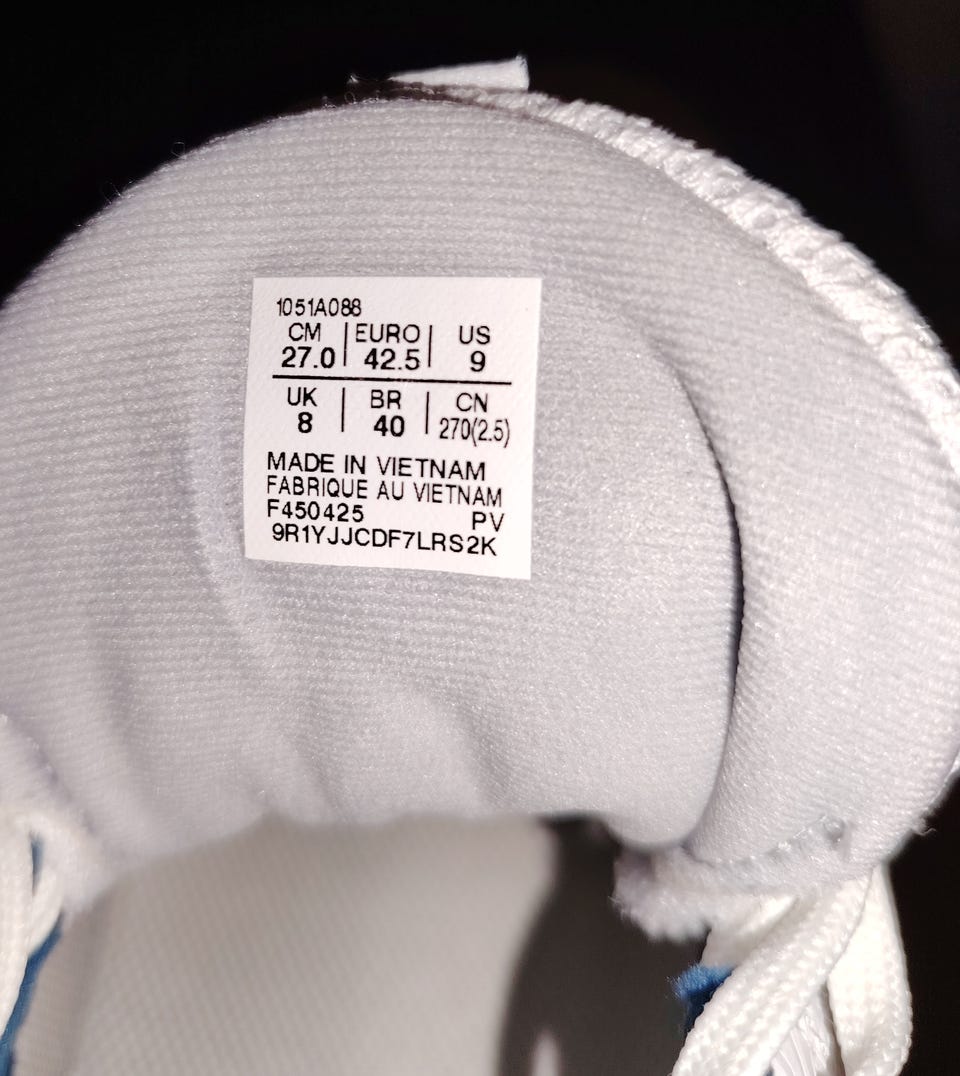 1051A088
CM | EURO | US
27.0 | 42.5 | 9
UK | BR | CN
8 | 40 | 270(2.5)
MADE IN VIETNAM
FABRIQUE AU VIETNAM
F450425 PV
9R1YJJCDF7LRS2K